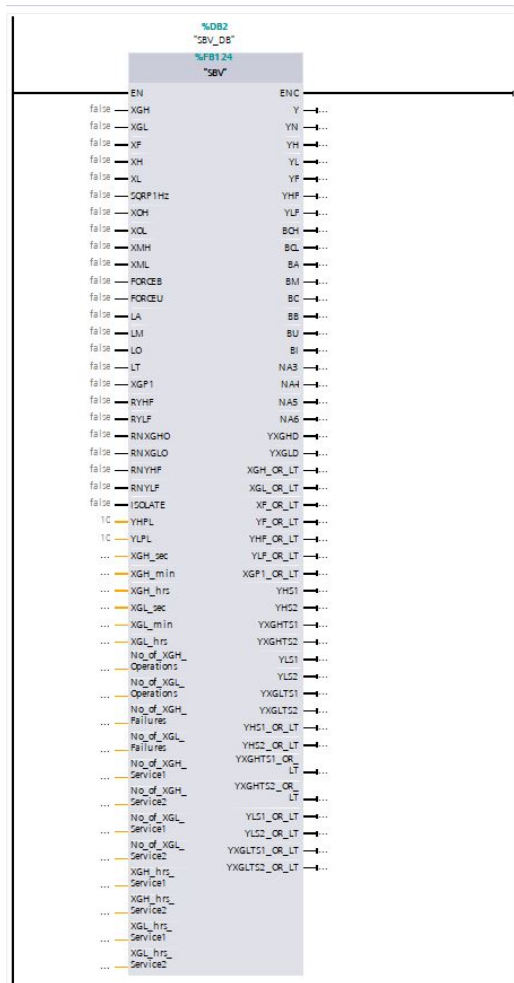 %DB2
"SBV_DB"
%FB124
"SBV"
EN ENO
false XGH Y ...
false XGL YN ...
false XF YH ...
false XH YL ...
false XL YF ...
false SQRP1Hz YHF ...
false XOH YLF ...
false XOL BCH ...
false XMH BCL ...
false XML BA ...
false FORCEB BM ...
false FORCEU BC ...
false LA BB ...
false LM BU ...
false LO BI ...
false LT NA3 ...
false XGP1 NA4 ...
false RYHF NA5 ...
false RYLF NA6 ...
false RNXGHO YXGHD ...
false RNXGLO YXGLD ...
false RNYHF XGH_OR_LT ...
false RNYLF XGL_OR_LT ...
false ISOLATE XF_OR_LT ...
10 YHPL YF_OR_LT ...
10 YLPL YHF_OR_LT ...
... XGH_sec YLF_OR_LT ...
... XGH_min XGP1_OR_LT ...
... XGH_hrs YHS1 ...
... XGL_sec YHS2 ...
... XGL_min YXGHTS1 ...
... XGL_hrs YXGHTS2 ...
No_of_XGH_ YLS1 ...
... Operations YLS2 ...
No_of_XGL_
... Operations YXGLTS1 ...
No_of_XGH_ YXGLTS2 ...
... Failures YHS1_OR_LT ...
No_of_XGL_ YHS2_OR_LT ...
... Failures YXGHTS1_OR_
No_of_XGH_ LT ...
... Service1 YXGHTS2_OR_
No_of_XGH_ LT ...
... Service2
No_of_XGL_ YLS1_OR_LT ...
... Service1 YLS2_OR_LT ...
No_of_XGL_ YXGLTS1_OR_LT ...
... Service2 YXGLTS2_OR_LT ...
XGH_hrs_
... Service1
XGH_hrs_
... Service2
XGL_hrs_
... Service1
XGL_hrs_
... Service2